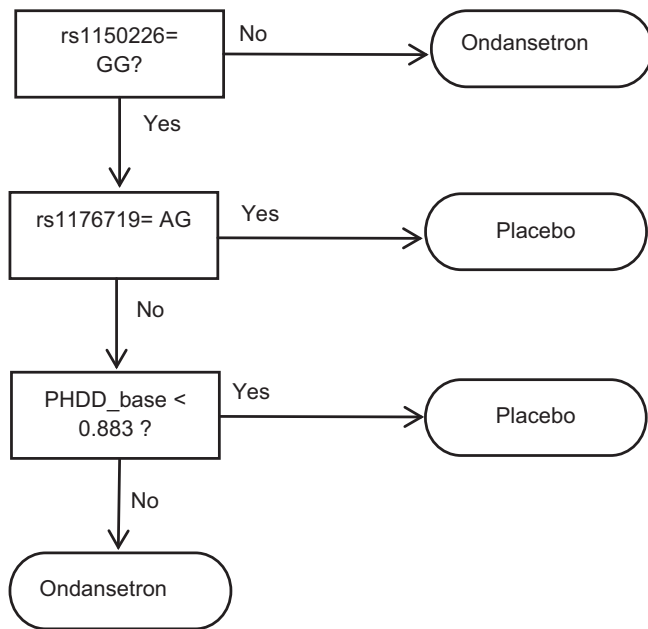 rs1150226=
GG?
No
Ondansetron
Yes
rs1176719= AG
Yes
Placebo
No
PHDD_base <
0.883 ?
Yes
Placebo
No
Ondansetron